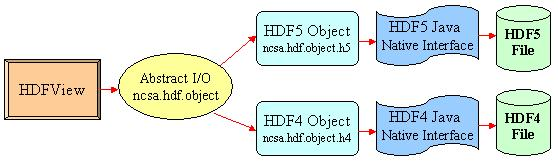 HDFView
Abstract I/O
ncsa.hdf.object
HDF5 Object
ncsa.hdf.object.h5
HDF5 Java
Native Interface
HDF5
File
HDF4 Object
ncsa.hdf.object.h4
HDF4 Java
Native Interface
HDF4
File